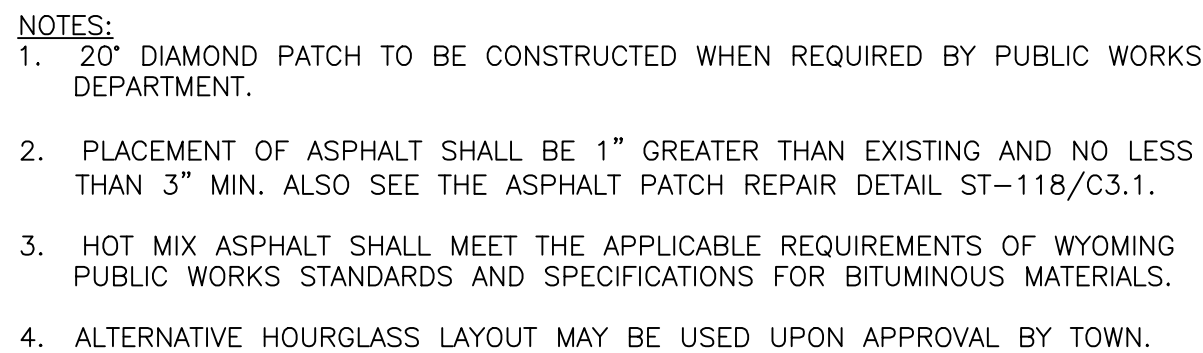 NOTES:
1. 20° DIAMOND PATCH TO BE CONSTRUCTED WHEN REQUIRED BY PUBLIC WORKS
DEPARTMENT.
2. PLACEMENT OF ASPHALT SHALL BE 1” GREATER THAN EXISTING AND NO LESS
THAN 3” MIN. ALSO SEE THE ASPHALT PATCH REPAIR DETAIL ST–118/C3.1.
3. HOT MIX ASPHALT SHALL MEET THE APPLICABLE REQUIREMENTS OF WYOMING
PUBLIC WORKS STANDARDS AND SPECIFICATIONS FOR BITUMINOUS MATERIALS.
4. ALTERNATIVE HOURGLASS LAYOUT MAY BE USED UPON APPROVAL BY TOWN.